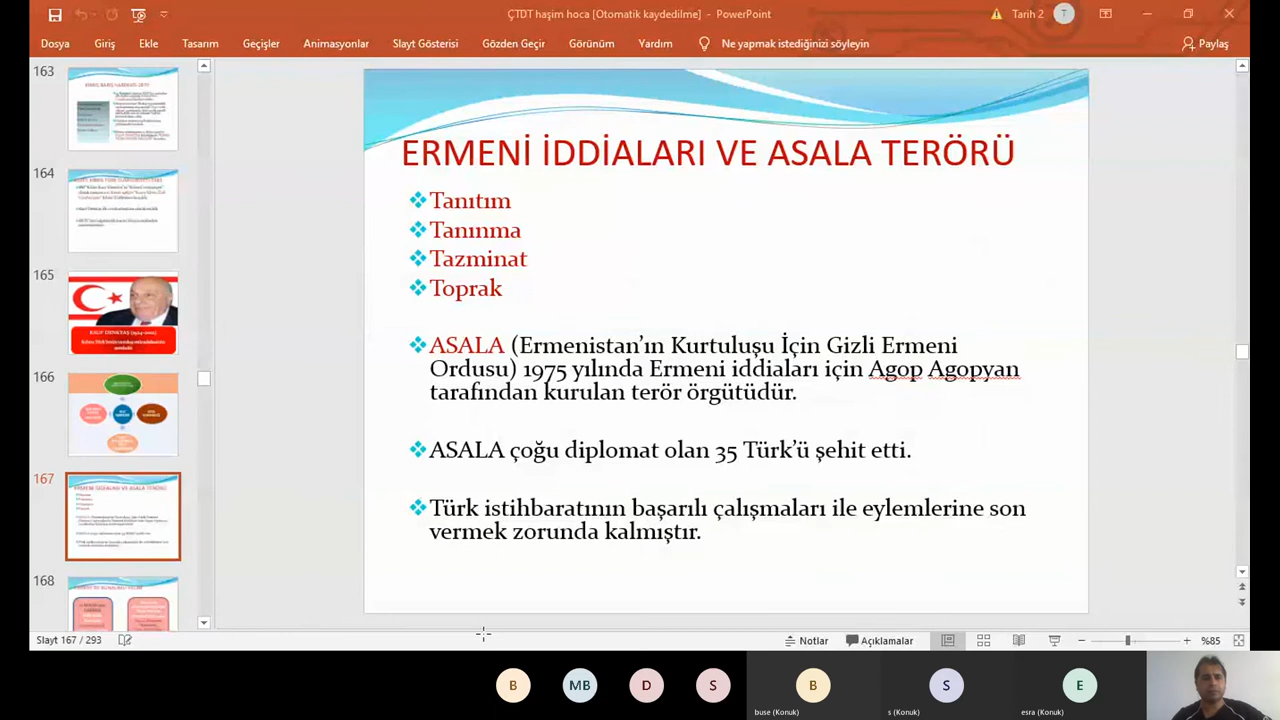 ÇTDT haşim hoca [Otomatik kaydedilme] - PowerPoint
Tarih 2
T
Dosya Giriş Ekle Tasarım Geçişler Animasyonlar Slayt Gösterisi Gözden Geçir Görünüm Yardım Ne yapmak istediğinizi söyleyin Paylaş
163
164
165
166
167
168
ERMENİ İDDİALARI VE ASALA TERÖRÜ
Tanıtım
Tanınma
Tazminat
Toprak
ASALA (Ermenistan’ın Kurtuluşu İçin Gizli Ermeni
Ordusu) 1975 yılında Ermeni iddiaları için Agop Agopyan
tarafından kurulan terör örgütüdür.
ASALA çoğu diplomat olan 35 Türk’ü şehit etti.
Türk istihbaratının başarılı çalışmaları ile eylemlerine son
vermek zorunda kalmıştır.
Slayt 167 / 293
Notlar
Açıklamalar
%85
B MB D S B S E
buse (Konuk) s (Konuk) esra (Konuk)